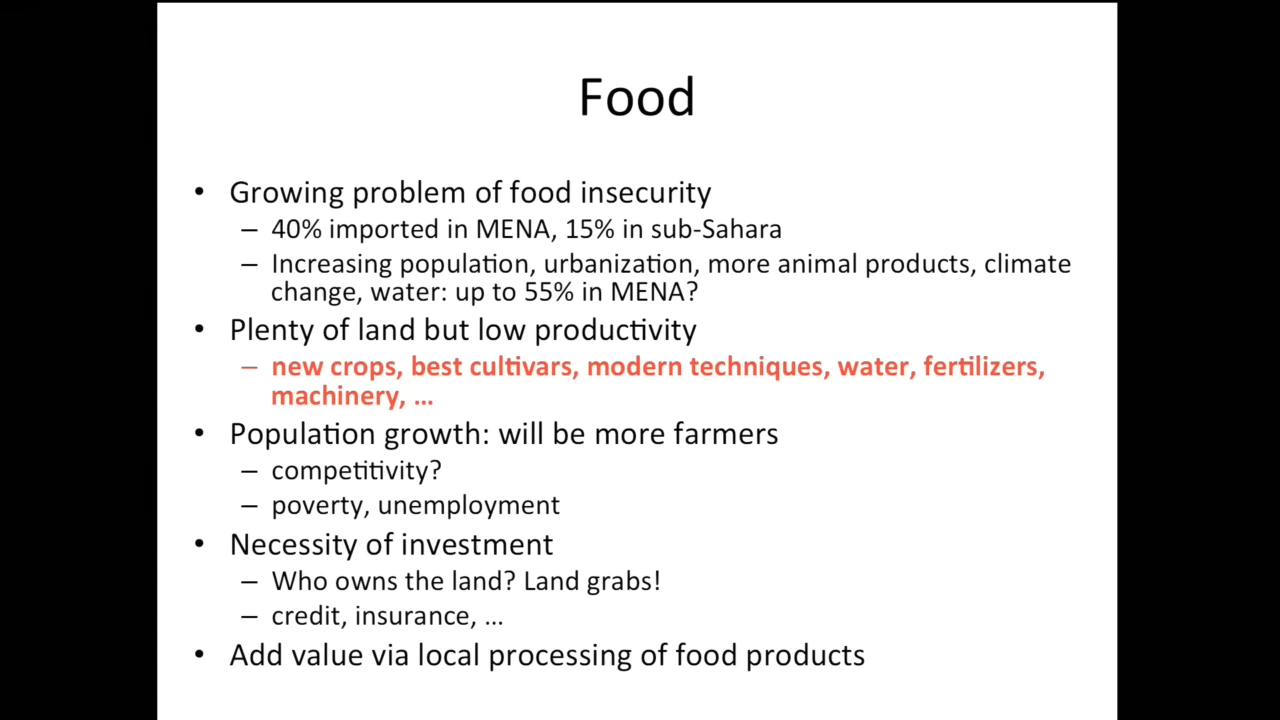 Food
• Growing problem of food insecurity
– 40% imported in MENA, 15% in sub-Sahara
– Increasing population, urbanization, more animal products, climate
change, water: up to 55% in MENA?
• Plenty of land but low productivity
– new crops, best cultivars, modern techniques, water, fertilizers,
machinery, ...
• Population growth: will be more farmers
– competitivity?
– poverty, unemployment
• Necessity of investment
– Who owns the land? Land grabs!
– credit, insurance, ...
• Add value via local processing of food products